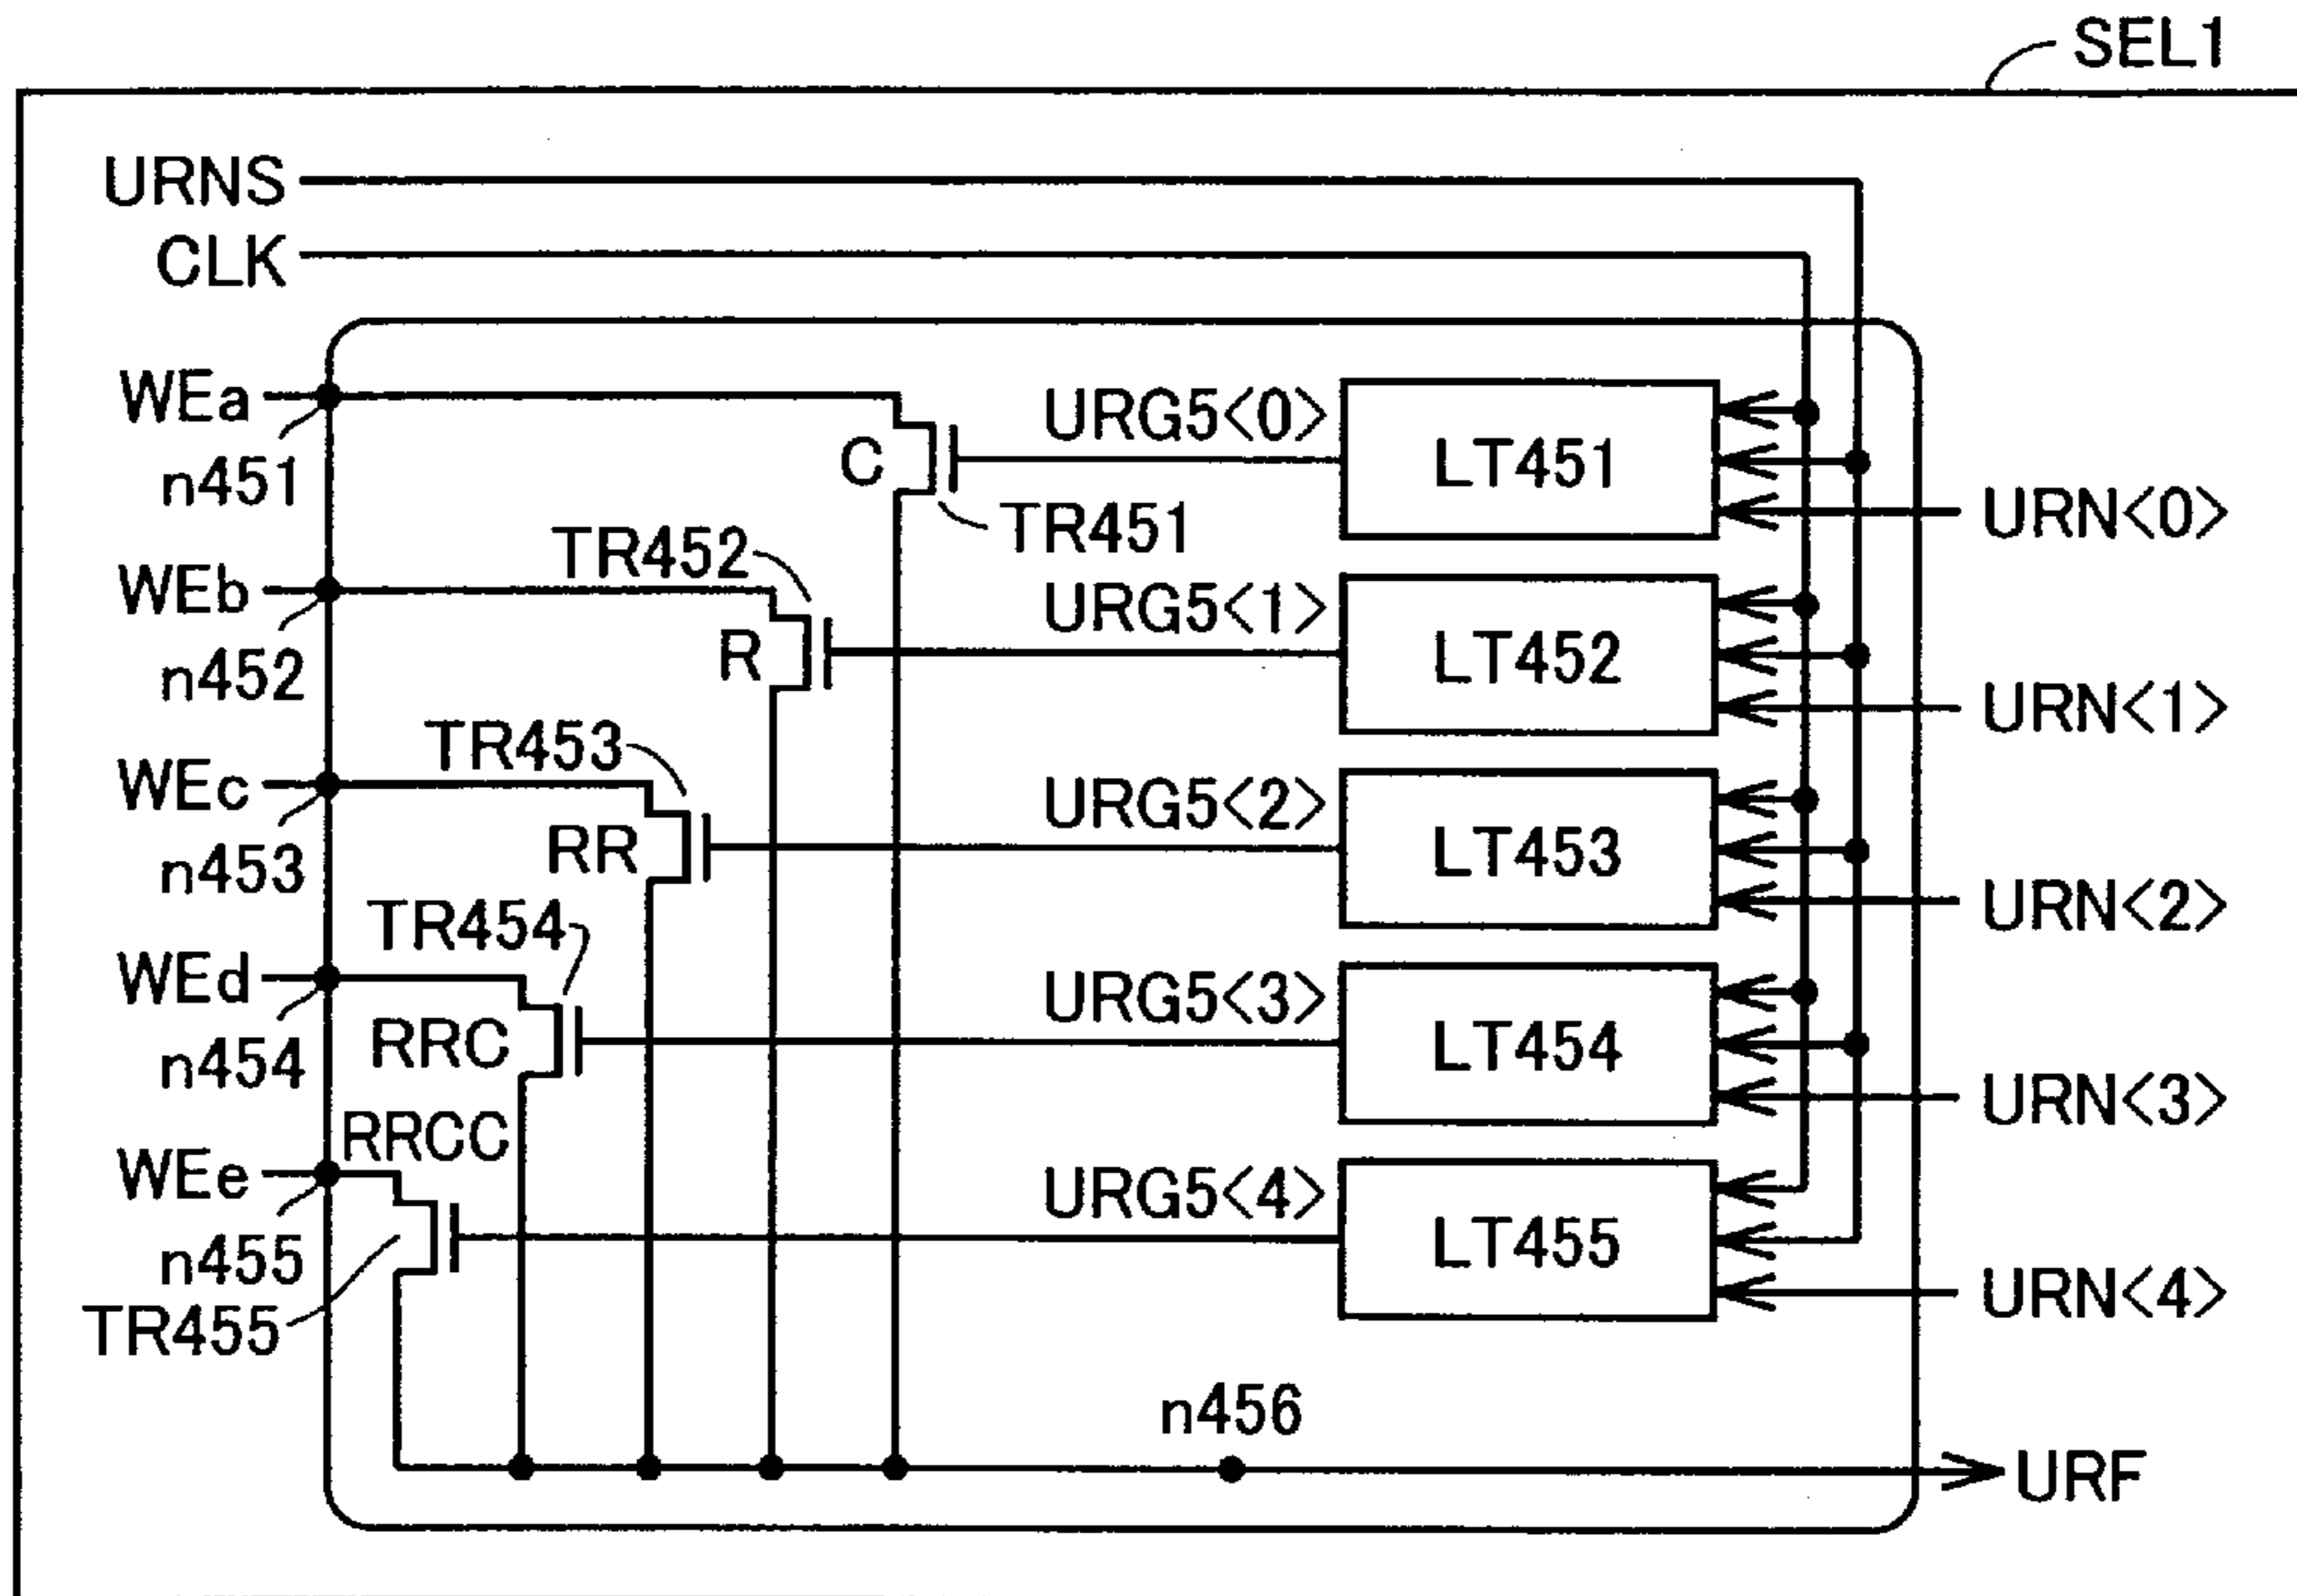 SEL1
URNS
CLK
WEa
URG5<0>
C
LT451
n451
TR451
URN<0>
TR452
WEb
URG5<1>
R
LT452
n452
URN<1>
TR453
WEc
URG5<2>
RR
LT453
n453
URN<2>
TR454
WEd
URG5<3>
RRC
LT454
n454
URN<3>
RRCC
WEe
URG5<4>
LT455
n455
URN<4>
TR455
n456
URF